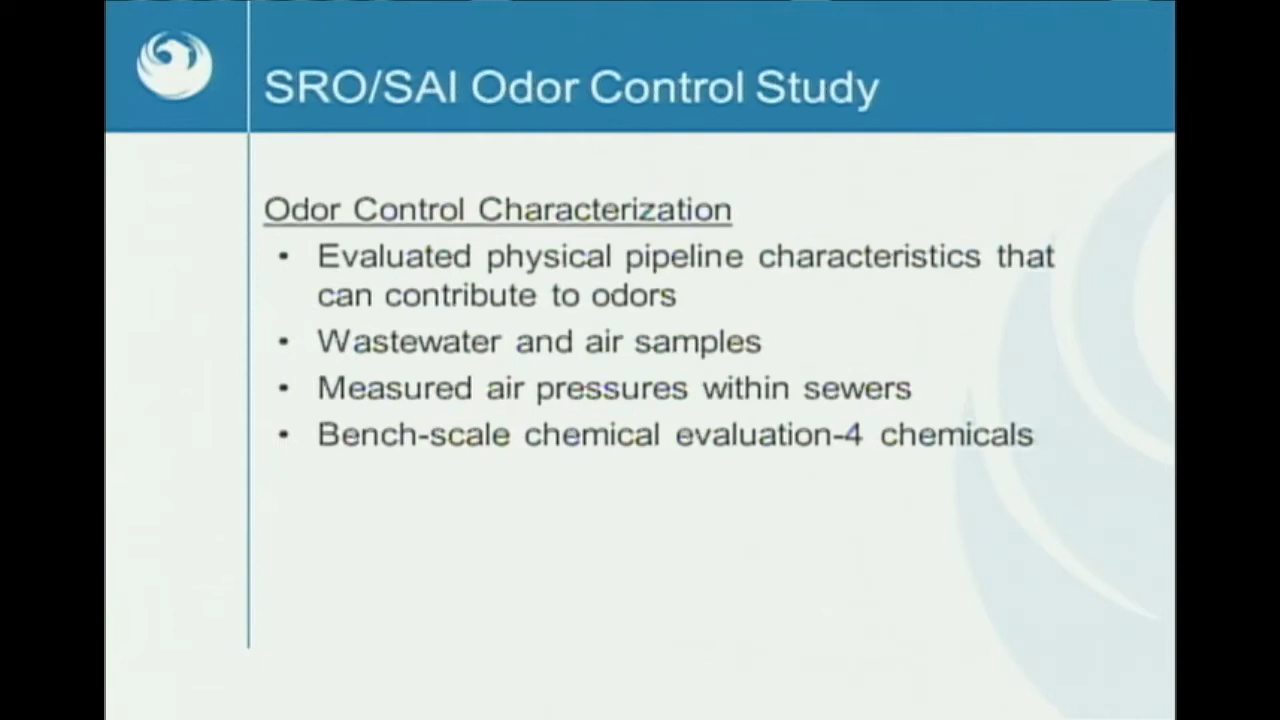 SRO/SAI Odor Control Study
Odor Control Characterization
• Evaluated physical pipeline characteristics that
can contribute to odors
• Wastewater and air samples
• Measured air pressures within sewers
• Bench-scale chemical evaluation-4 chemicals